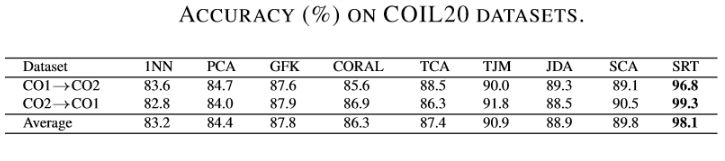 ACCURACY (%) ON COIL20 DATASETS.
Dataset 1NN PCA GFK CORAL TCA TJM JDA SCA SRT
CO1→CO2 83.6 84.7 87.6 85.6 88.5 90.0 89.3 89.1 96.8
CO2→CO1 82.8 84.0 87.9 86.9 86.3 91.8 88.5 90.5 99.3
Average 83.2 84.4 87.8 86.3 87.4 90.9 88.9 89.8 98.1